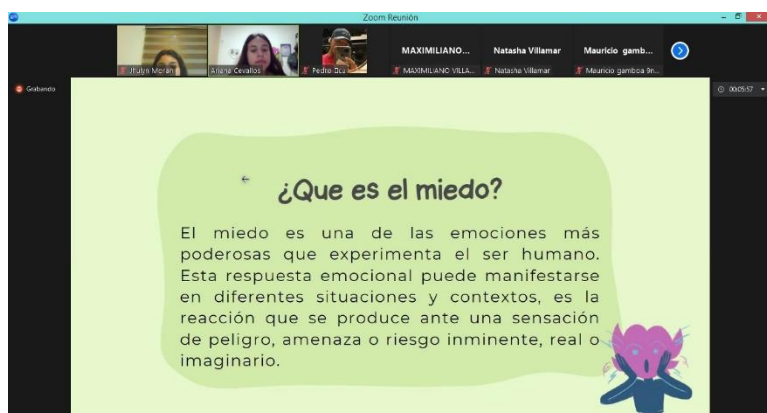 Zoom Reunión
MAXIMILIANO...
Natasha Villamar
Mauricio gamb...
Jhulyn Moran
Ariana Cevallos
Pedro
MAXIMILIANO VILLA...
Natasha Villamar
Mauricio gamboa 9n...
Grabando
00:05:57
¿Que es el miedo?
El miedo es una de las emociones más
poderosas que experimenta el ser humano.
Esta respuesta emocional puede manifestarse
en diferentes situaciones y contextos, es la
reacción que se produce ante una sensación
de peligro, amenaza o riesgo inminente, real o
imaginario.